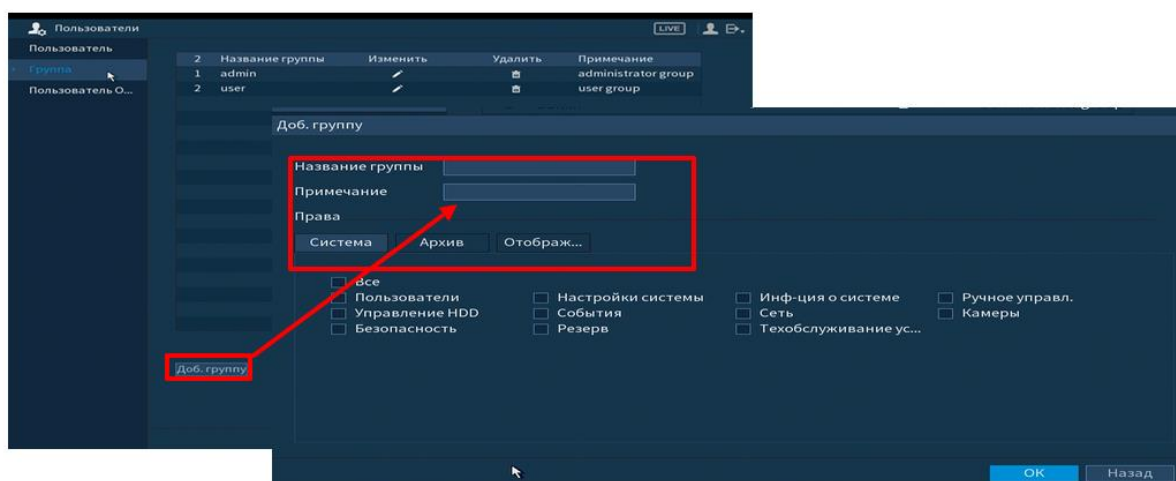 Пользователи LIVE
Пользователь
Группа
Пользователь О...
2 Название группы Изменить Удалить Примечание
1 admin administrator group
2 user user group
Доб. группу
Доб. группу
Название группы
Примечание
Права
Система Архив Отображ...
Все
Пользователи Настройки системы Инф-ция о системе Ручное управл.
Управление HDD События Сеть Камеры
Безопасность Резерв Техобслуживание ус...
OK Назад